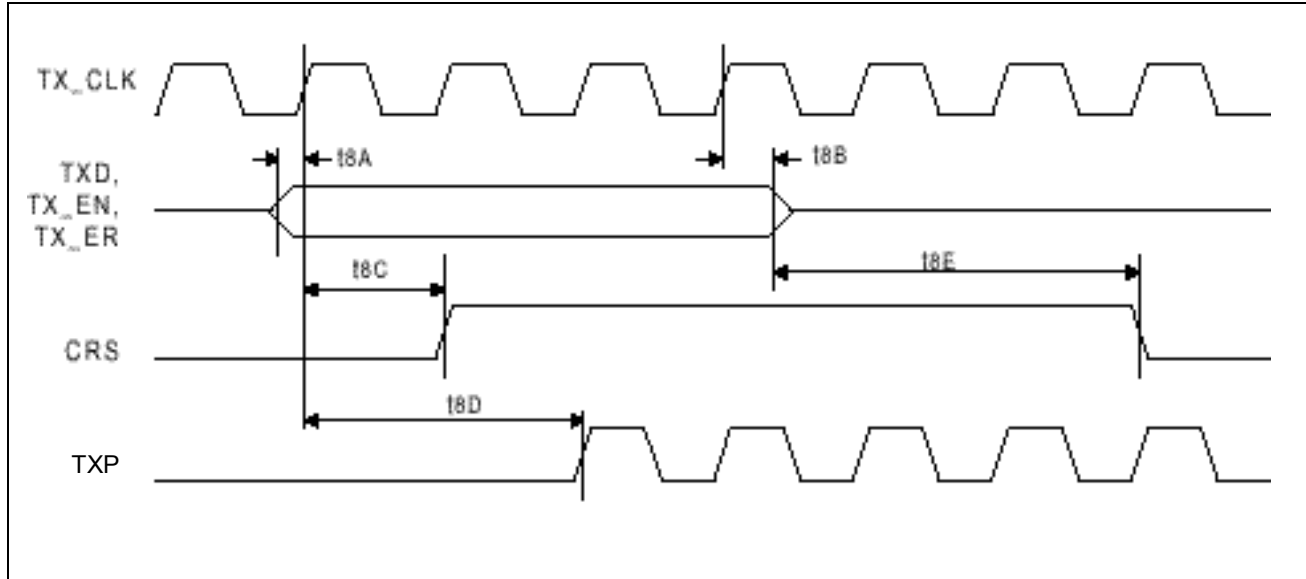 TX_CLK
t8A
t8B
TXD,
TX_EN,
TX_ER
t8C
t8E
CRS
t8D
TXP